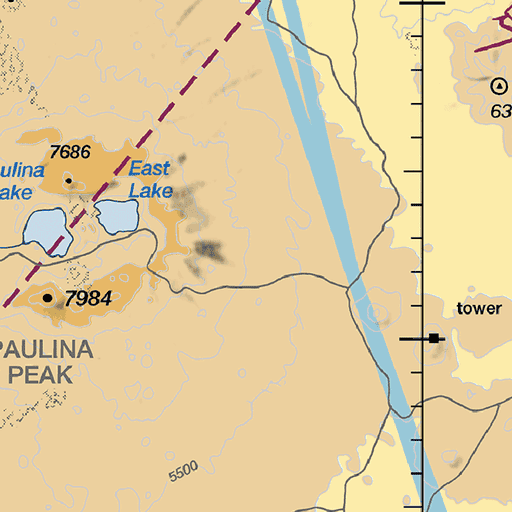 7686
ulina
ake
East
Lake
63
7984
tower
PAULINA
PEAK
5500